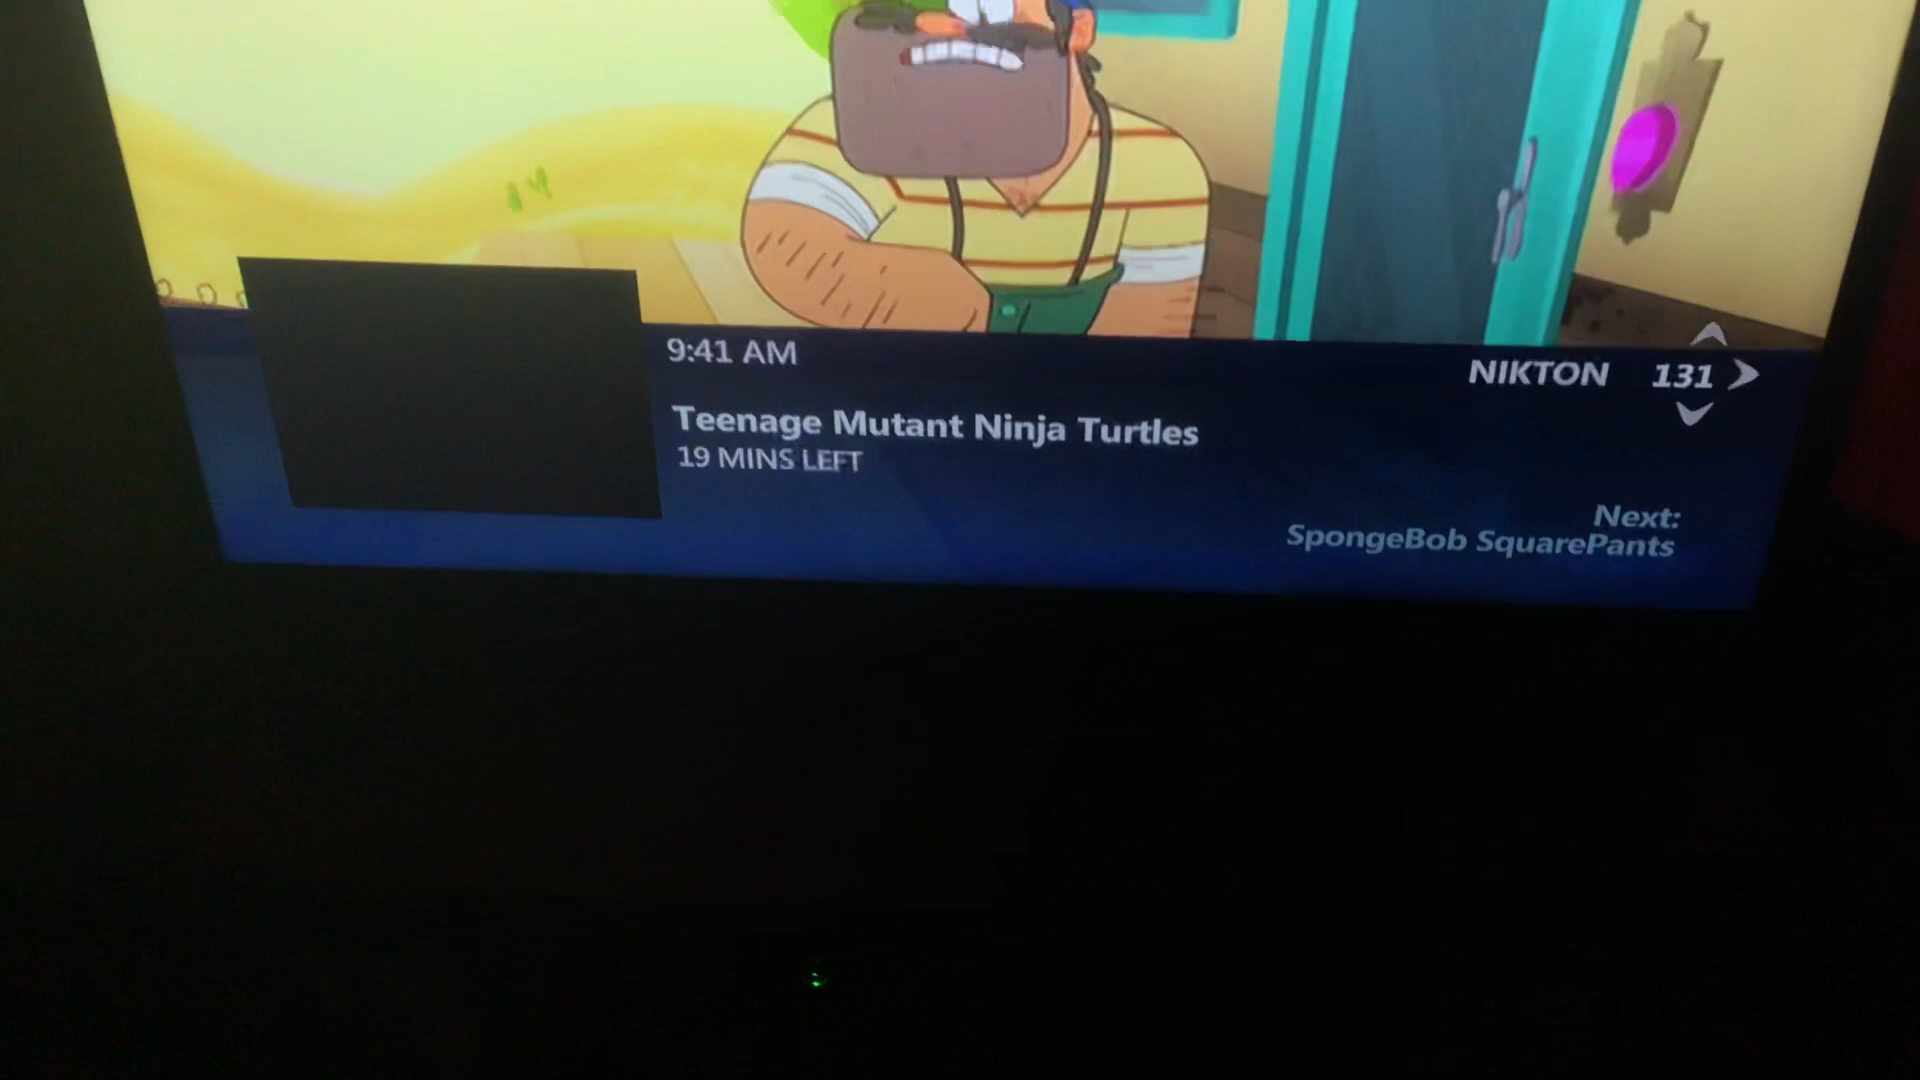 9:41 AM
NIKTON 131
Teenage Mutant Ninja Turtles
19 MINS LEFT
Next:
SpongeBob SquarePants